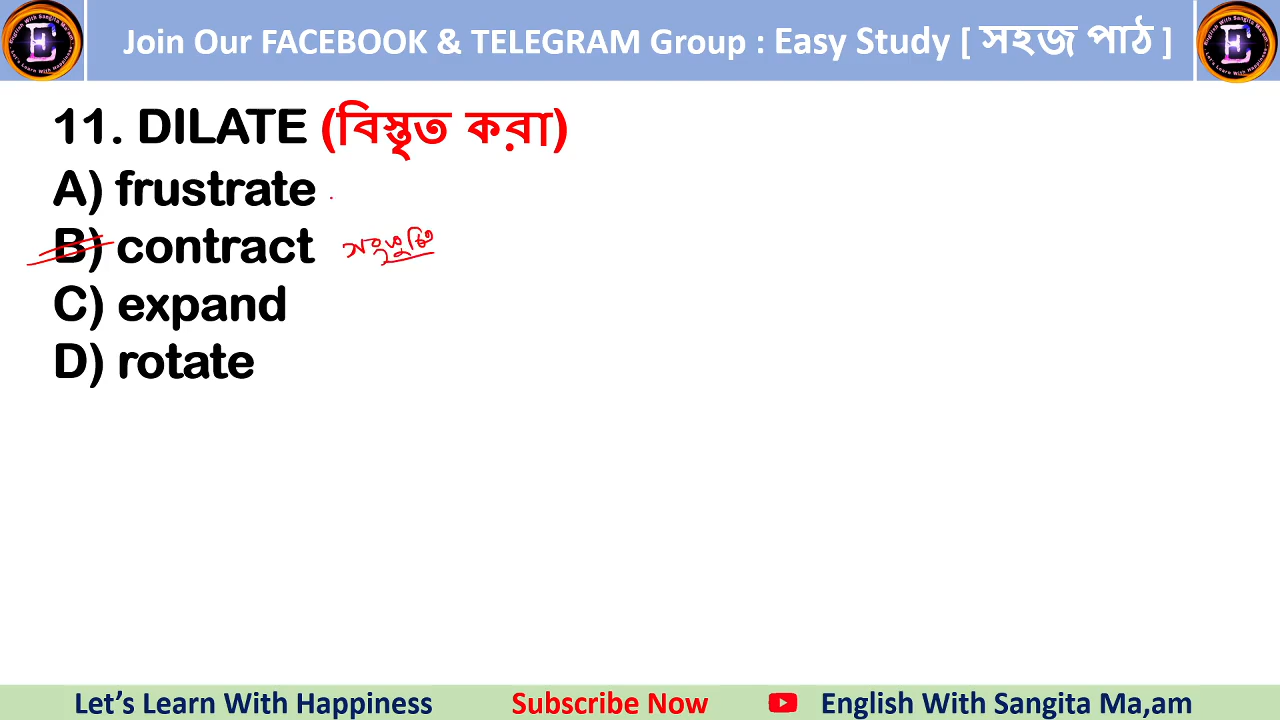 Join Our FACEBOOK & TELEGRAM Group : Easy Study [ সহজ পাঠ ]
11. DILATE (বিস্তৃত করা)
A) frustrate
B) contract
C) expand
D) rotate
Let’s Learn With Happiness Subscribe Now English With Sangita Ma,am